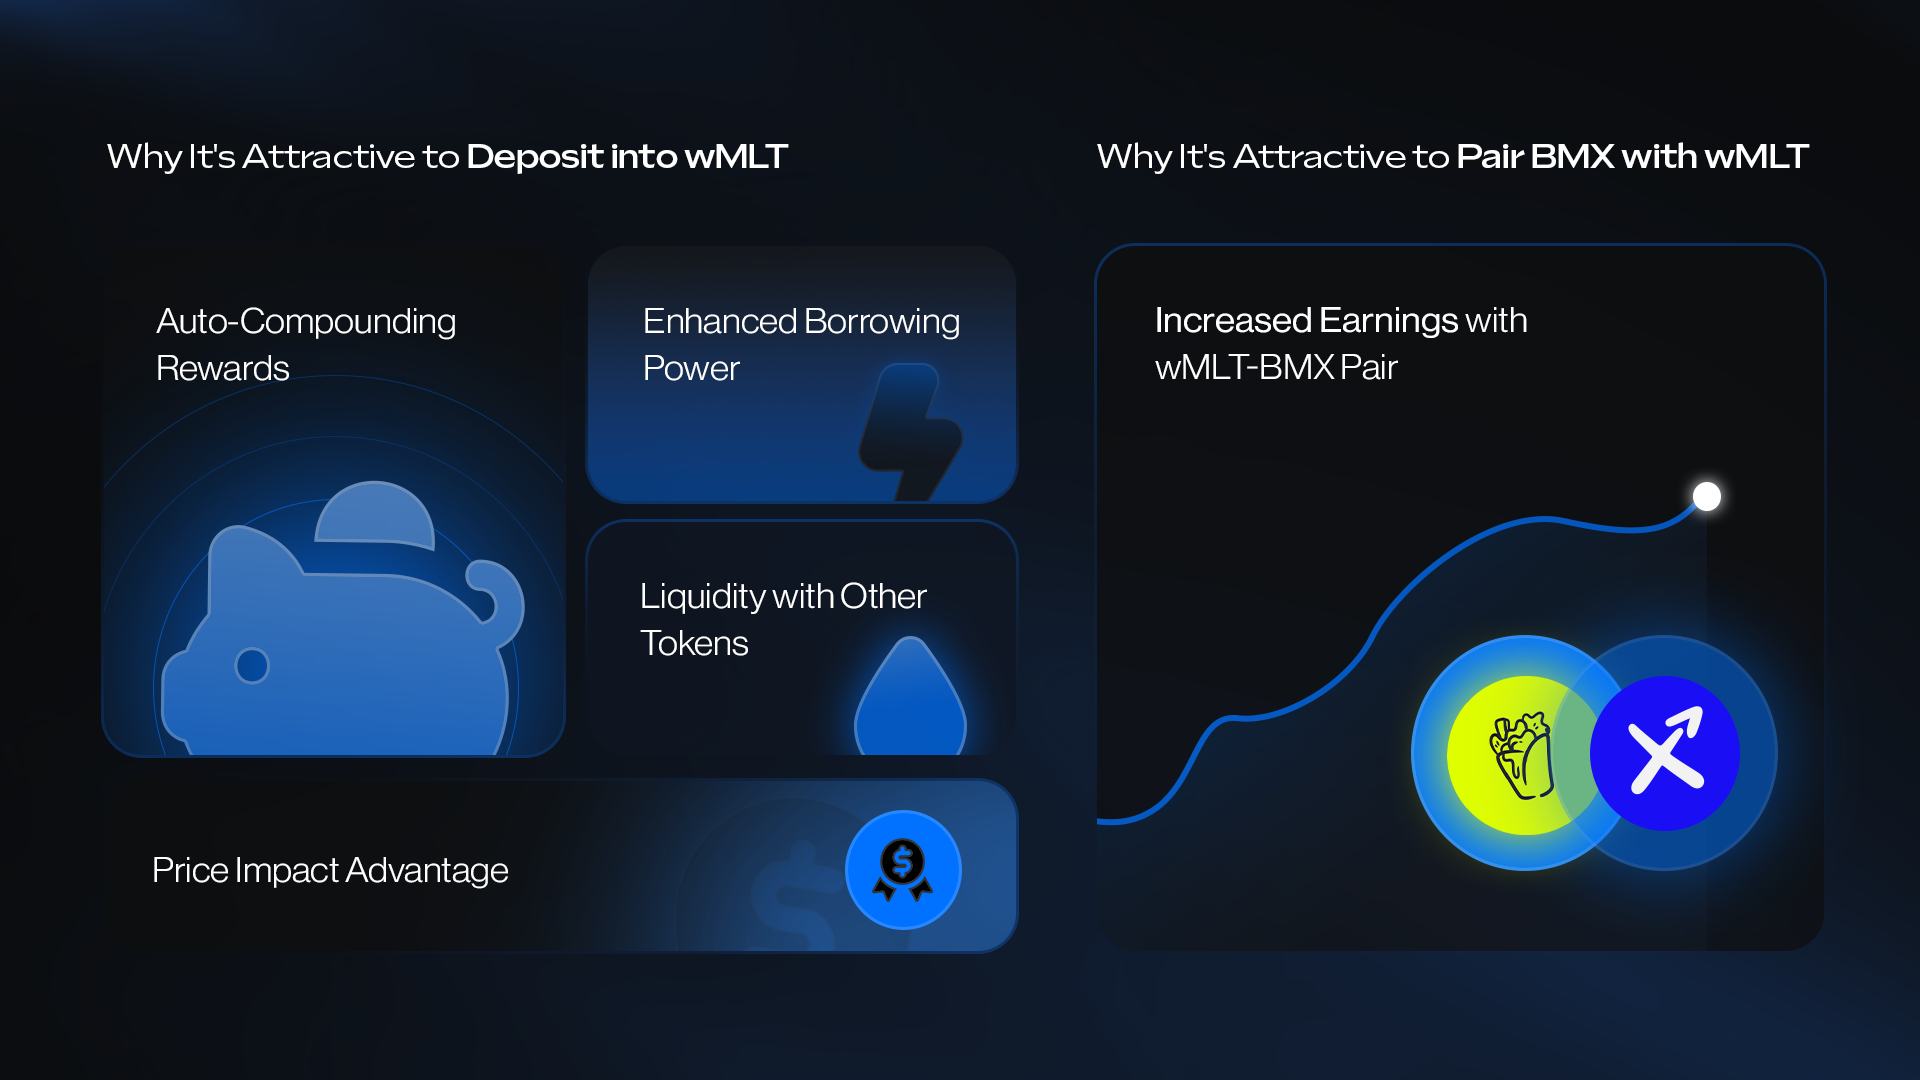 Why It's Attractive to Deposit into wMLT
Auto-Compounding
Rewards
Enhanced Borrowing
Power
Liquidity with Other
Tokens
Price Impact Advantage
Why It's Attractive to Pair BMX with wMLT
Increased Earnings with
wMLT-BMX Pair